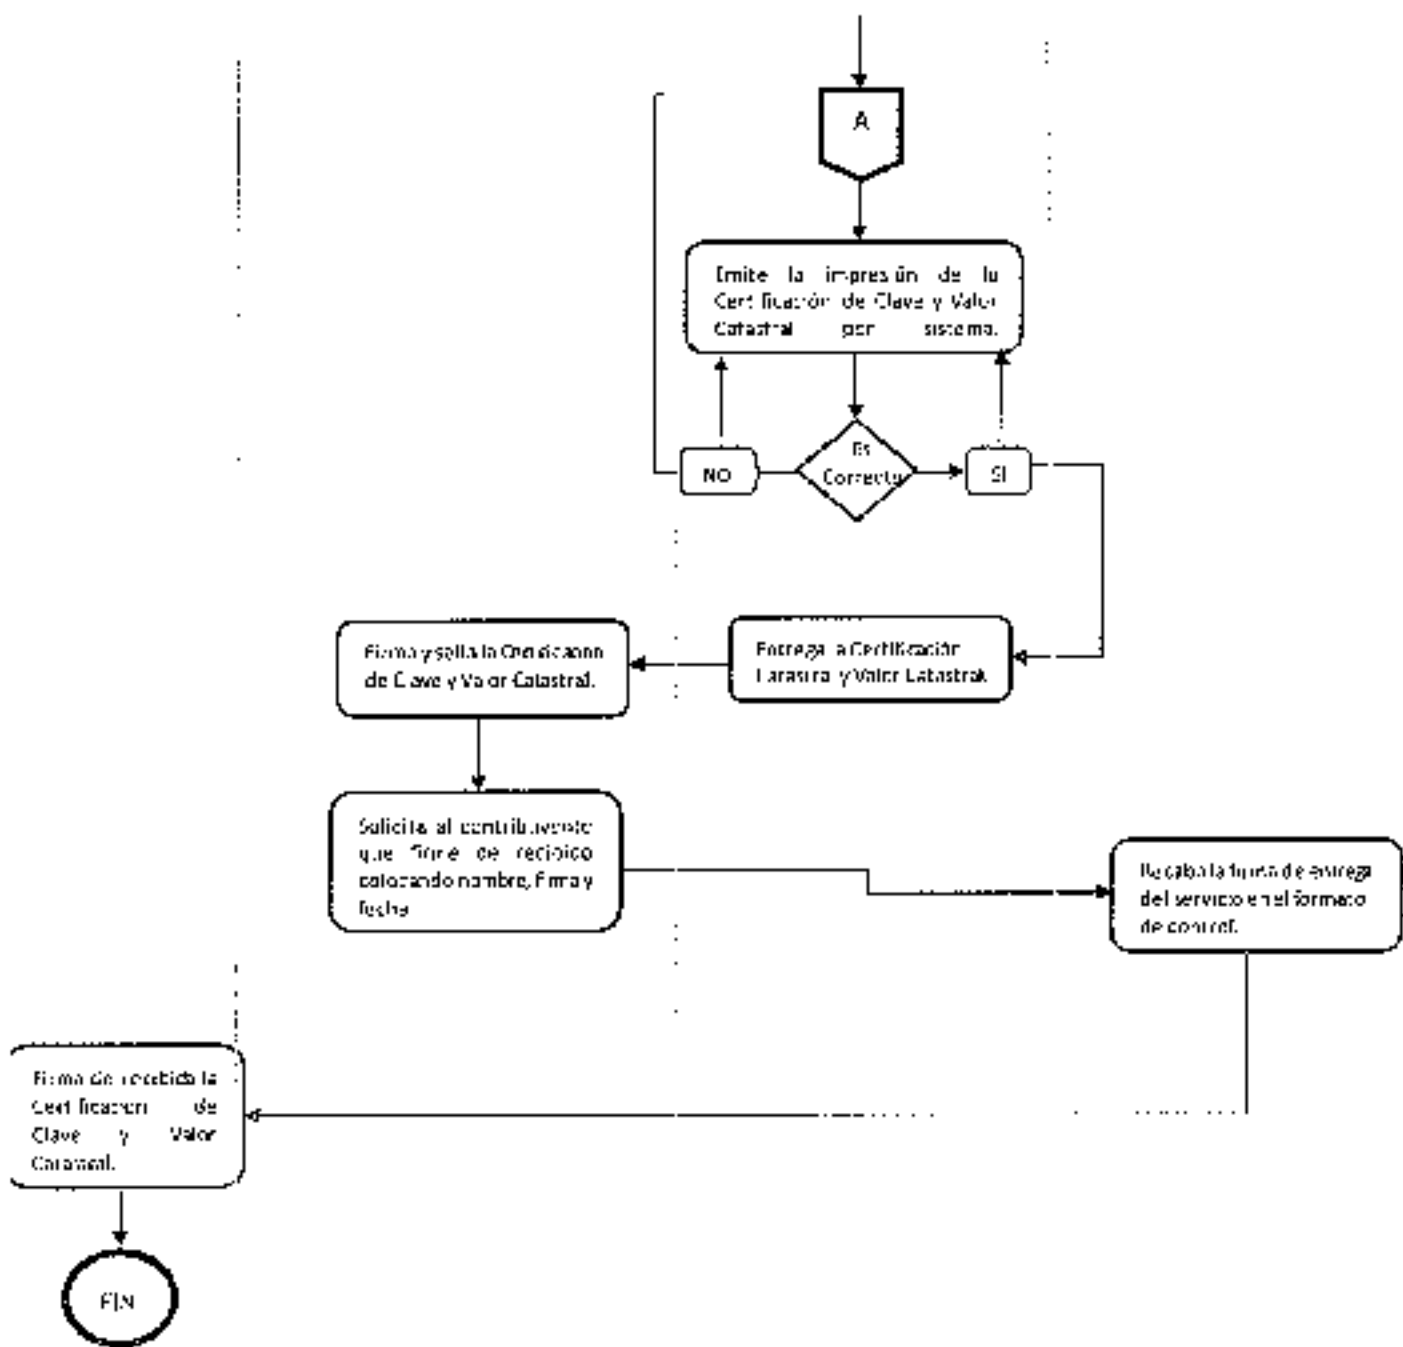 A
Emite la impresión de la
Certificación de Clave y Valor
Catastral por sistema.
Es
Correcto
NO
SI
Entrega la Certificación
Catastral y Valor Catastral.
Firma y sella la Certificación
de Clave y Valor Catastral.
Solicita al contribuyente
que firme de recibido
colocando nombre, firma y
fecha
Recaba la firma de entrega
del servicio en el formato
de control.
Firma de recibido la
Certificación de
Clave y Valor
Catastral.
FIN